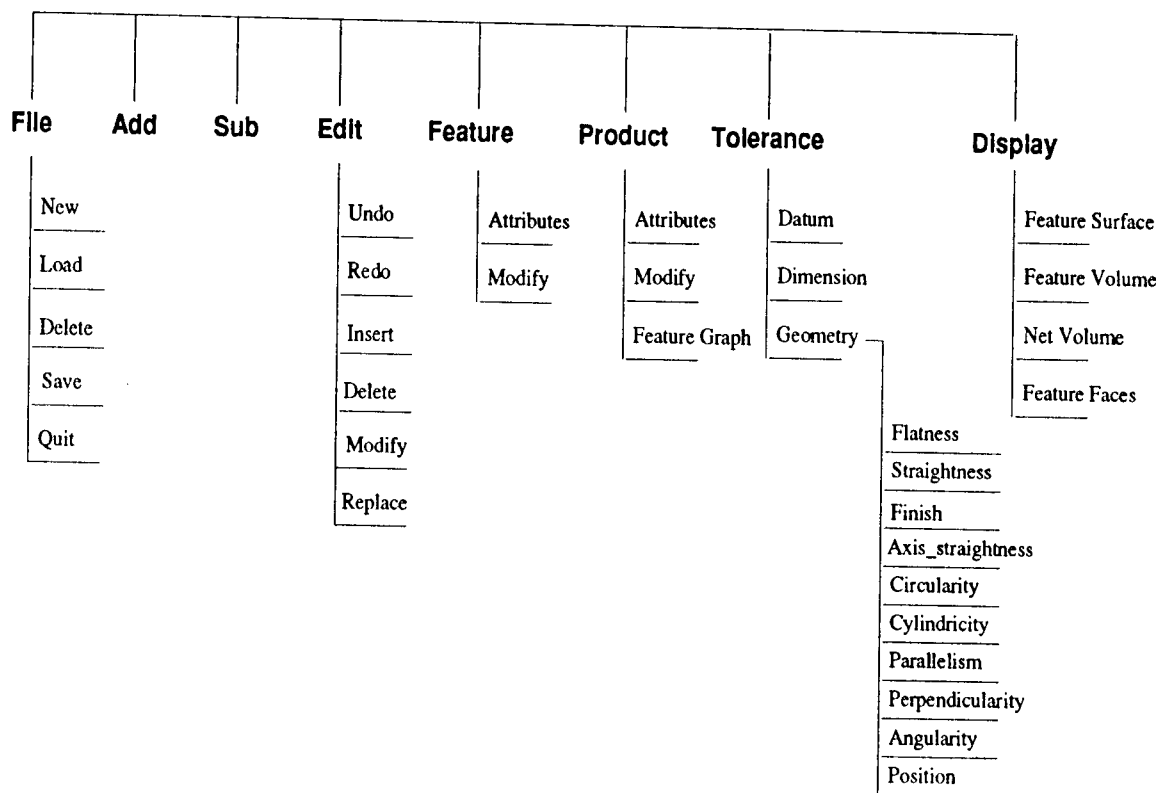 File
Add
Sub
Edit
Feature
Product
Tolerance
Display
New
Load
Delete
Save
Quit
Undo
Redo
Insert
Delete
Modify
Replace
Attributes
Modify
Attributes
Modify
Feature Graph
Datum
Dimension
Geometry
Flatness
Straightness
Finish
Axis_straightness
Circularity
Cylindricity
Parallelism
Perpendicularity
Angularity
Position
Feature Surface
Feature Volume
Net Volume
Feature Faces